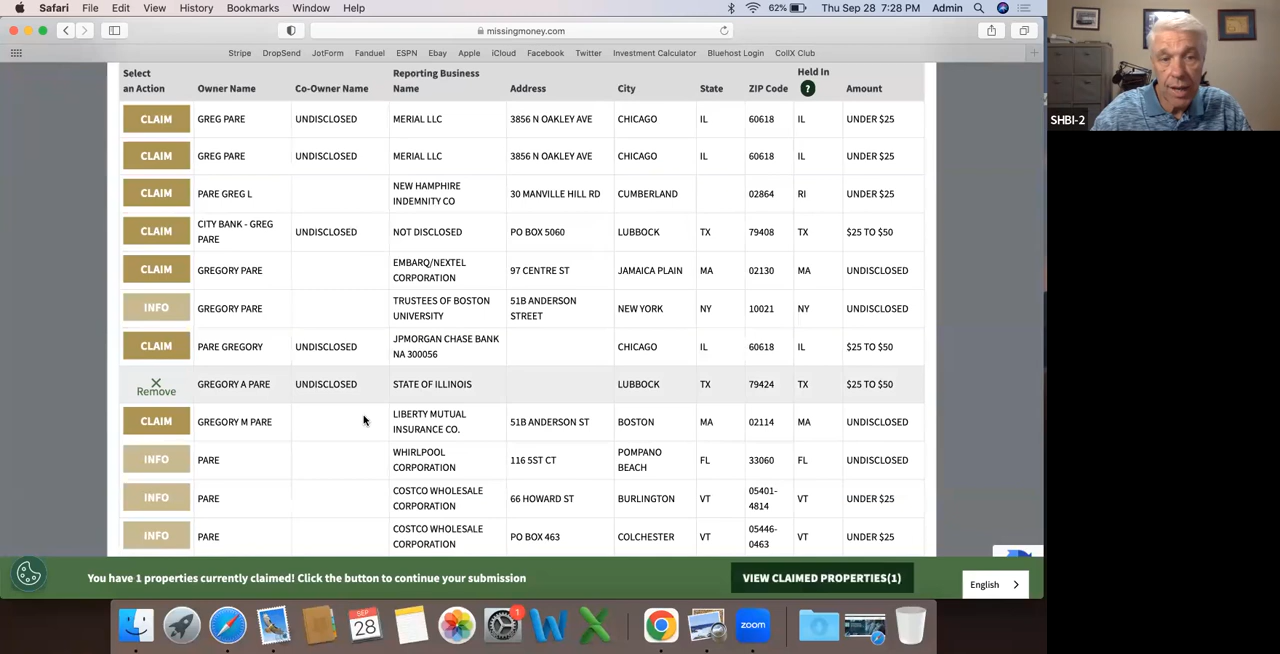 Safari File Edit View History Bookmarks Window Help 62% Thu Sep 28 7:28 PM Admin
missingmoney.com
Stripe DropSend JotForm Fanduel ESPN Ebay Apple iCloud Facebook Twitter Investment Calculator Bluehost Login CollX Club
Select an Action Owner Name Co-Owner Name Reporting Business Name Address City State ZIP Code Held In ? Amount
CLAIM GREG PARE UNDISCLOSED MERIAL LLC 3856 N OAKLEY AVE CHICAGO IL 60618 IL UNDER $25
CLAIM GREG PARE UNDISCLOSED MERIAL LLC 3856 N OAKLEY AVE CHICAGO IL 60618 IL UNDER $25
CLAIM PARE GREG L NEW HAMPHIRE INDEMNITY CO 30 MANVILLE HILL RD CUMBERLAND 02864 RI UNDER $25
CLAIM CITY BANK - GREG PARE UNDISCLOSED NOT DISCLOSED PO BOX 5060 LUBBOCK TX 79408 TX $25 TO $50
CLAIM GREGORY PARE EMBARQ/NEXTEL CORPORATION 97 CENTRE ST JAMAICA PLAIN MA 02130 MA UNDISCLOSED
INFO GREGORY PARE TRUSTEES OF BOSTON UNIVERSITY 51B ANDERSON STREET NEW YORK NY 10021 NY UNDISCLOSED
CLAIM PARE GREGORY UNDISCLOSED JPMORGAN CHASE BANK NA 300056 CHICAGO IL 60618 IL $25 TO $50
Remove GREGORY A PARE UNDISCLOSED STATE OF ILLINOIS LUBBOCK TX 79424 TX $25 TO $50
CLAIM GREGORY M PARE LIBERTY MUTUAL INSURANCE CO. 51B ANDERSON ST BOSTON MA 02114 MA UNDISCLOSED
INFO PARE WHIRLPOOL CORPORATION 116 5ST CT POMPANO BEACH FL 33060 FL UNDISCLOSED
INFO PARE COSTCO WHOLESALE CORPORATION 66 HOWARD ST BURLINGTON VT 05401-4814 VT UNDER $25
INFO PARE COSTCO WHOLESALE CORPORATION PO BOX 463 COLCHESTER VT 05446-0463 VT UNDER $25
You have 1 properties currently claimed! Click the button to continue your submission VIEW CLAIMED PROPERTIES(1) English
SEP 28 1 zoom
SHBI-2